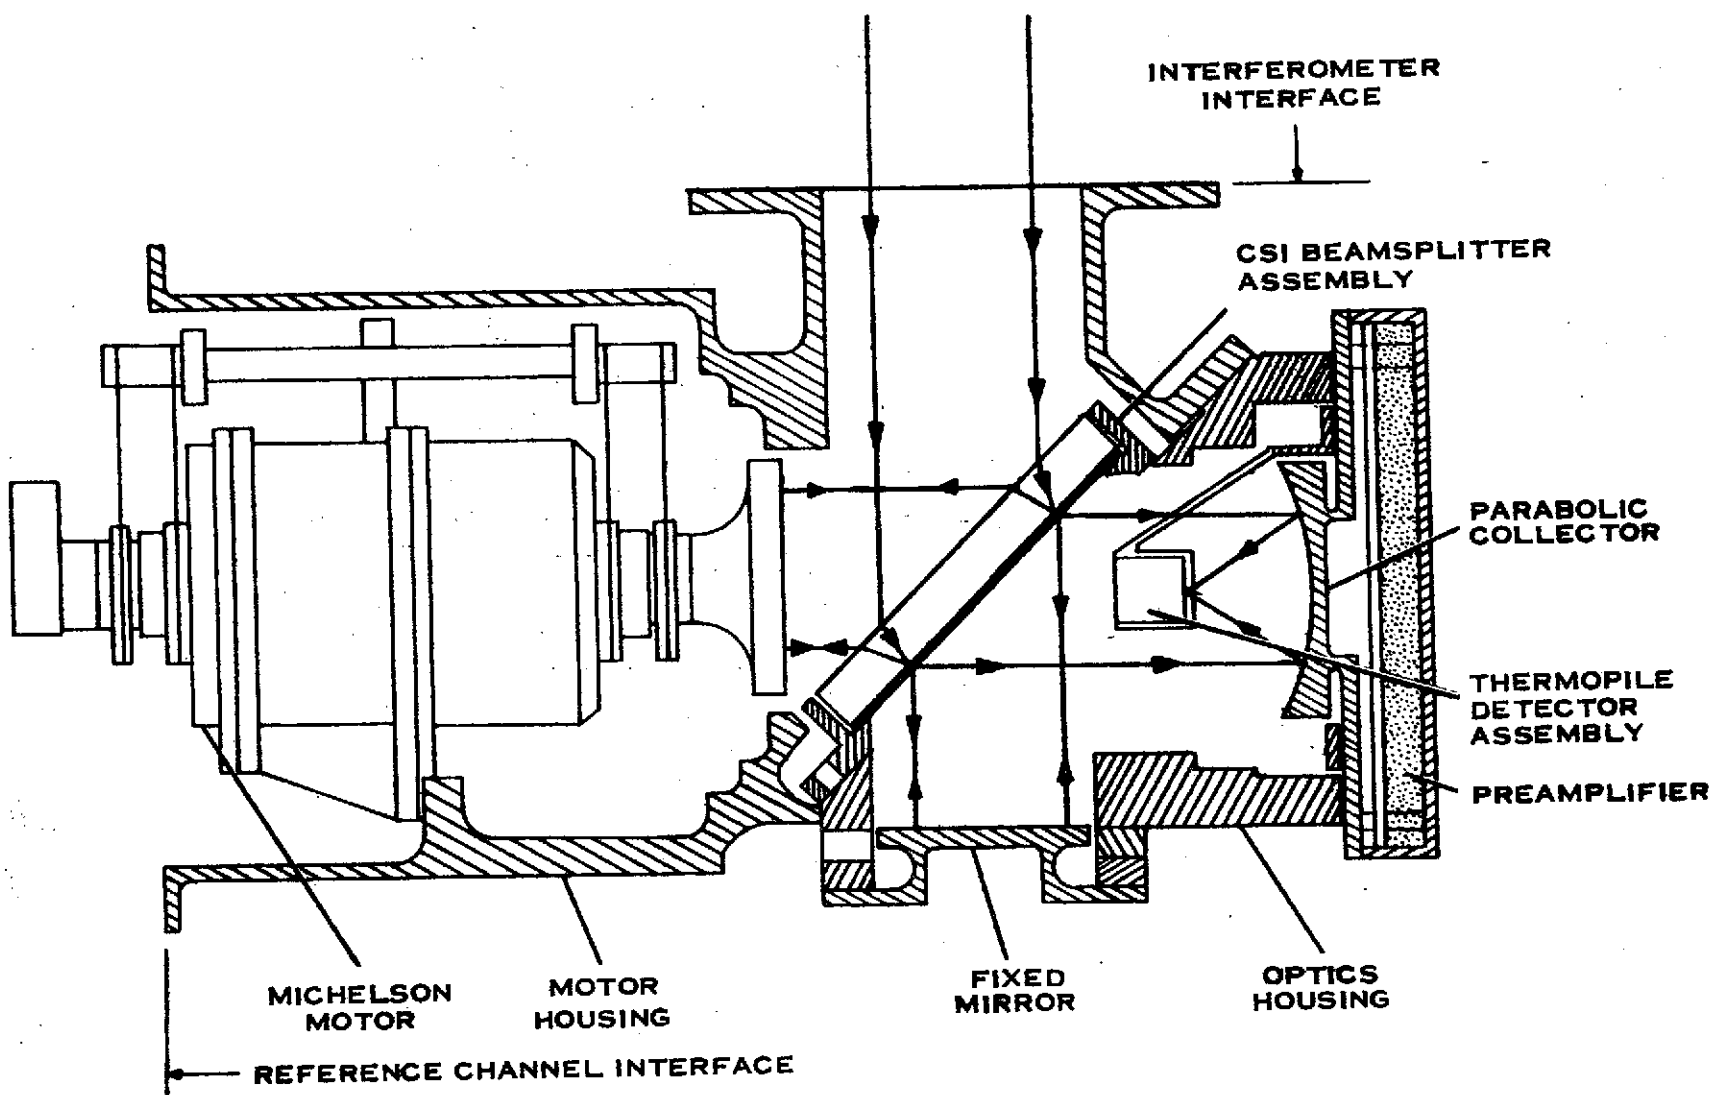 INTERFEROMETER
INTERFACE
CSI BEAMSPLITTER
ASSEMBLY
PARABOLIC
COLLECTOR
THERMOPILE
DETECTOR
ASSEMBLY
PREAMPLIFIER
MICHELSON
MOTOR
MOTOR
HOUSING
FIXED
MIRROR
OPTICS
HOUSING
REFERENCE CHANNEL INTERFACE